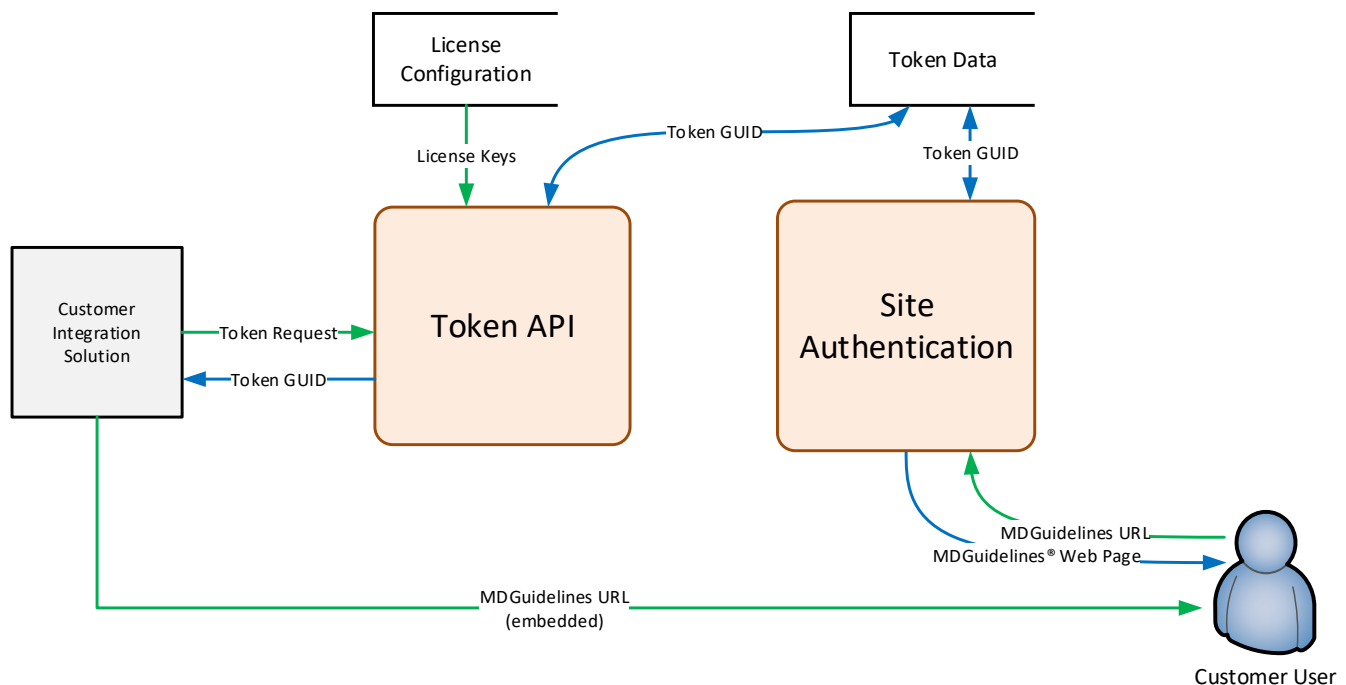 License
Configuration
Token Data
Token GUID
License Keys
Token GUID
Customer
Integration
Solution
Token Request
Token GUID
Token API
Site
Authentication
MDGuidelines URL
MDGuidelines® Web Page
MDGuidelines URL
(embedded)
Customer User